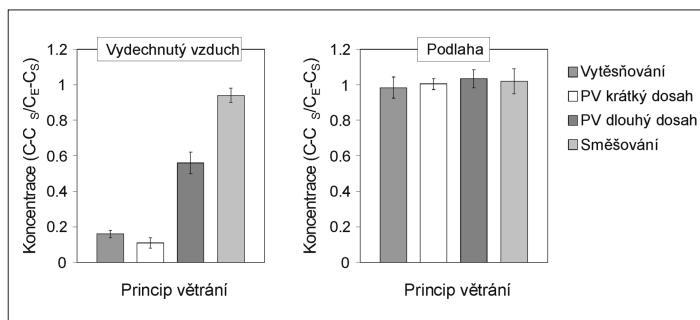 Vydechnutý vzduch
Koncentrace (C-C S/CE-CS)
1.2
1
0.8
0.6
0.4
0.2
0
Princip větrání
Podlaha
Koncentrace (C-C S/CE-CS)
1.2
1
0.8
0.6
0.4
0.2
0
Princip větrání
Vytěsňování
PV krátký dosah
PV dlouhý dosah
Směšování